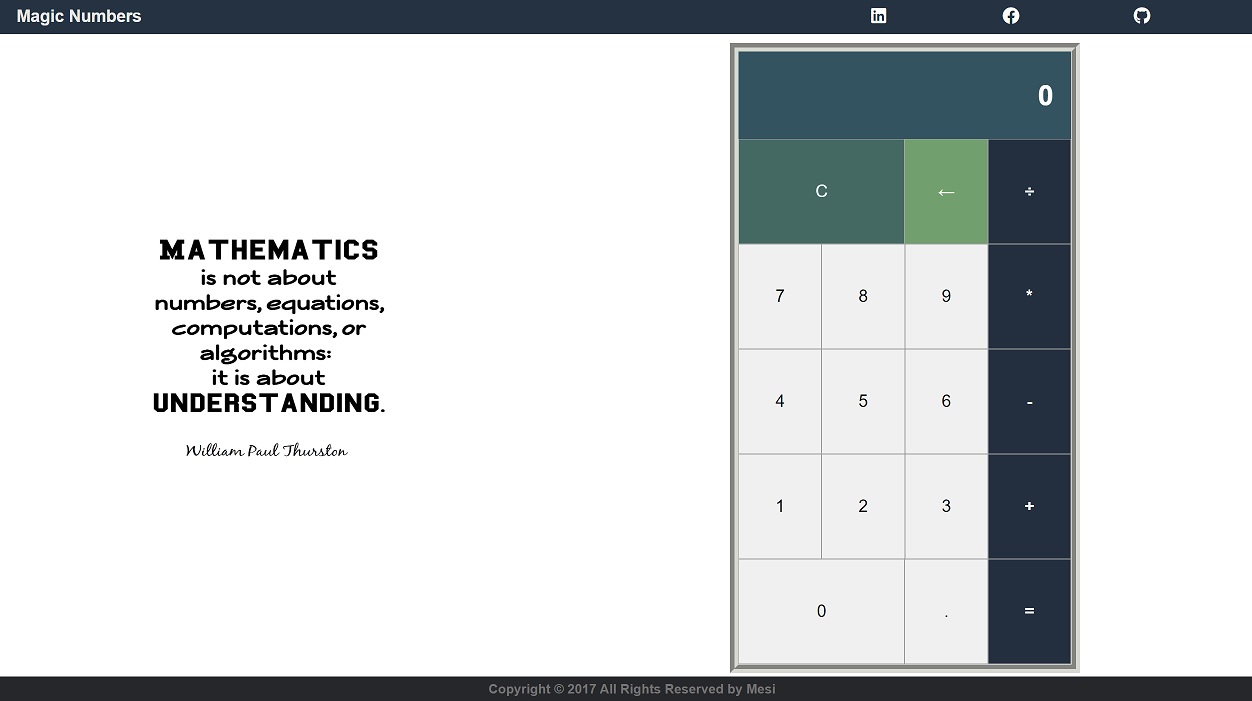 Magic Numbers
0
C ← ÷
MATHEMATICS
is not about
numbers, equations,
computations, or
algorithms:
it is about
UNDERSTANDING.
William Paul Thurston
7 8 9 *
4 5 6 -
1 2 3 +
0 . =
Copyright © 2017 All Rights Reserved by Mesi